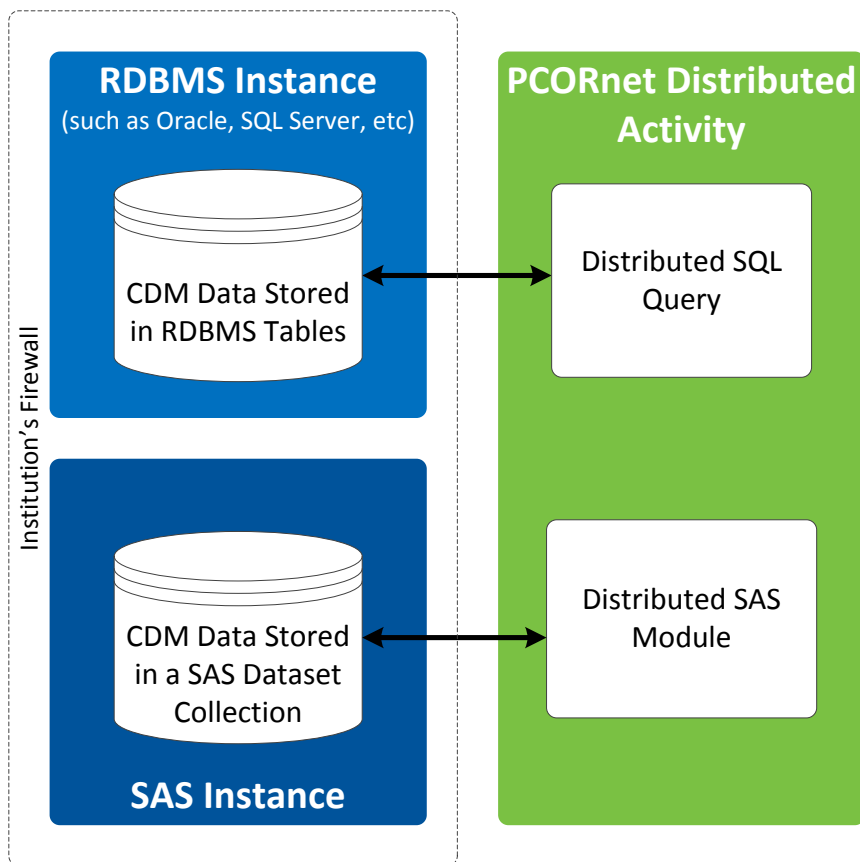 Institution’s Firewall
RDBMS Instance
(such as Oracle, SQL Server, etc)
CDM Data Stored
in RDBMS Tables
CDM Data Stored
in a SAS Dataset
Collection
SAS Instance
PCORnet Distributed
Activity
Distributed SQL
Query
Distributed SAS
Module